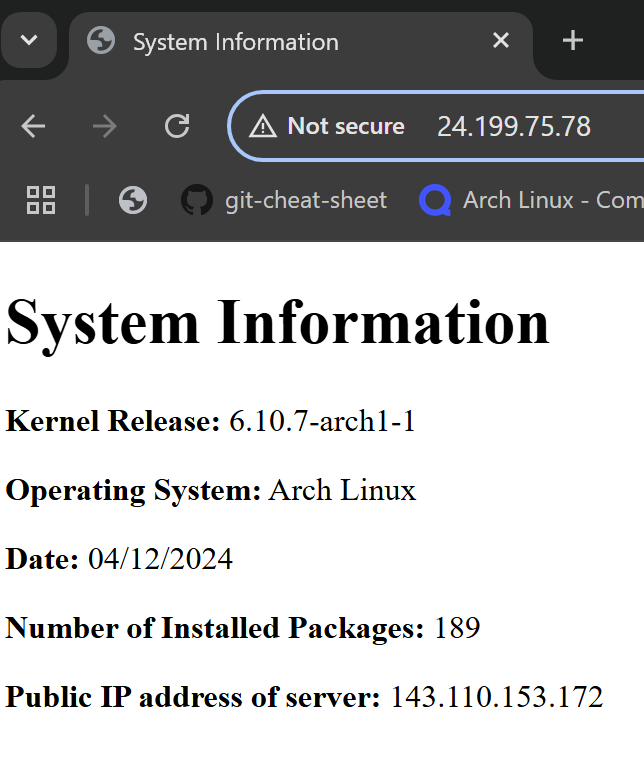 System Information
Not secure 24.199.75.78
git-cheat-sheet Arch Linux - Com
System Information
Kernel Release: 6.10.7-arch1-1
Operating System: Arch Linux
Date: 04/12/2024
Number of Installed Packages: 189
Public IP address of server: 143.110.153.172